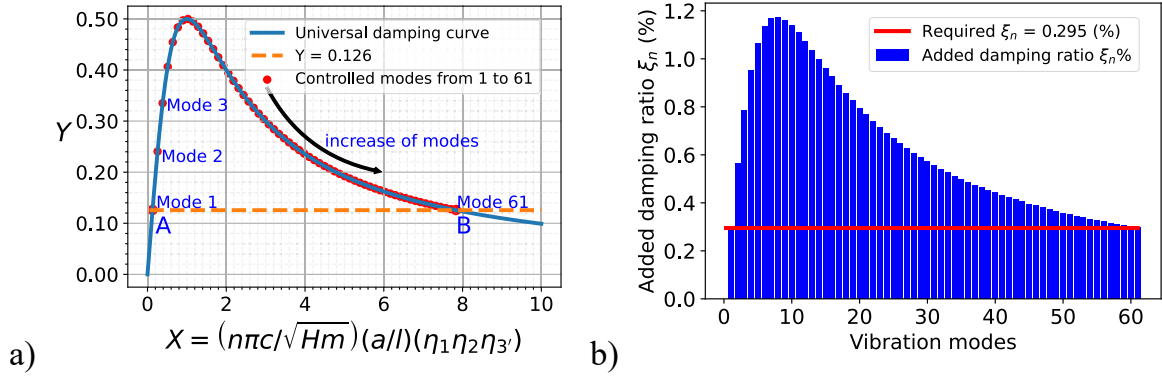 a)
Y
0.50
0.40
0.30
0.20
0.10
0.00
Universal damping curve
Y = 0.126
Controlled modes from 1 to 61
Mode 3
increase of modes
Mode 2
Mode 1
Mode 61
A
B
0 2 4 6 8 10
X = (nπc/√Hm)(a/l)(η₁η₂η₃′)
b)
Added damping ratio ξₙ (%)
1.2
1.0
0.8
0.6
0.4
0.2
0.0
Required ξₙ = 0.295 (%)
Added damping ratio ξₙ%
0 10 20 30 40 50 60
Vibration modes